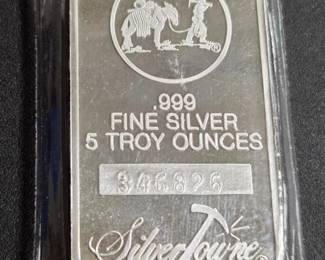 .999
FINE SILVER
5 TROY OUNCES
346826
SilverTowne